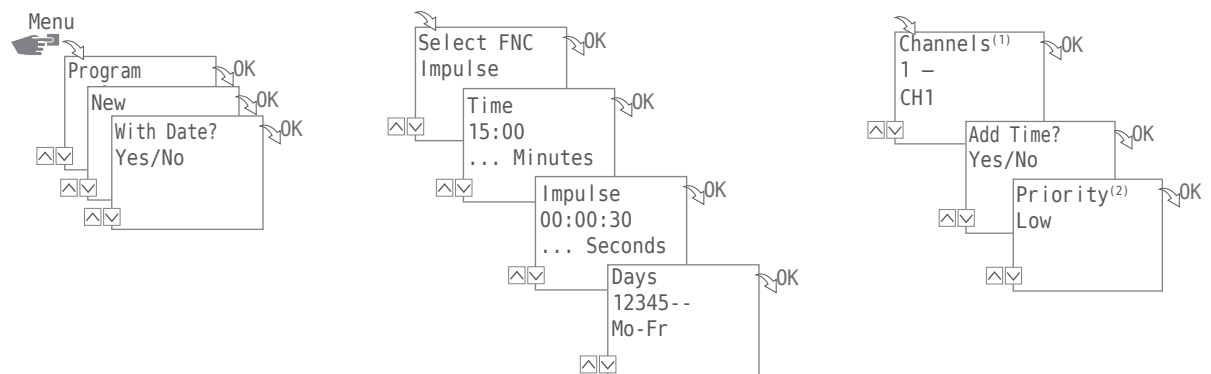 Menu
Program
OK
New
OK
With Date?
Yes/No
OK
Select FNC
Impulse
OK
Time
15:00
... Minutes
OK
Impulse
00:00:30
... Seconds
OK
Days
12345--
Mo-Fr
OK
Channels(1)
1 –
CH1
OK
Add Time?
Yes/No
OK
Priority(2)
Low
OK